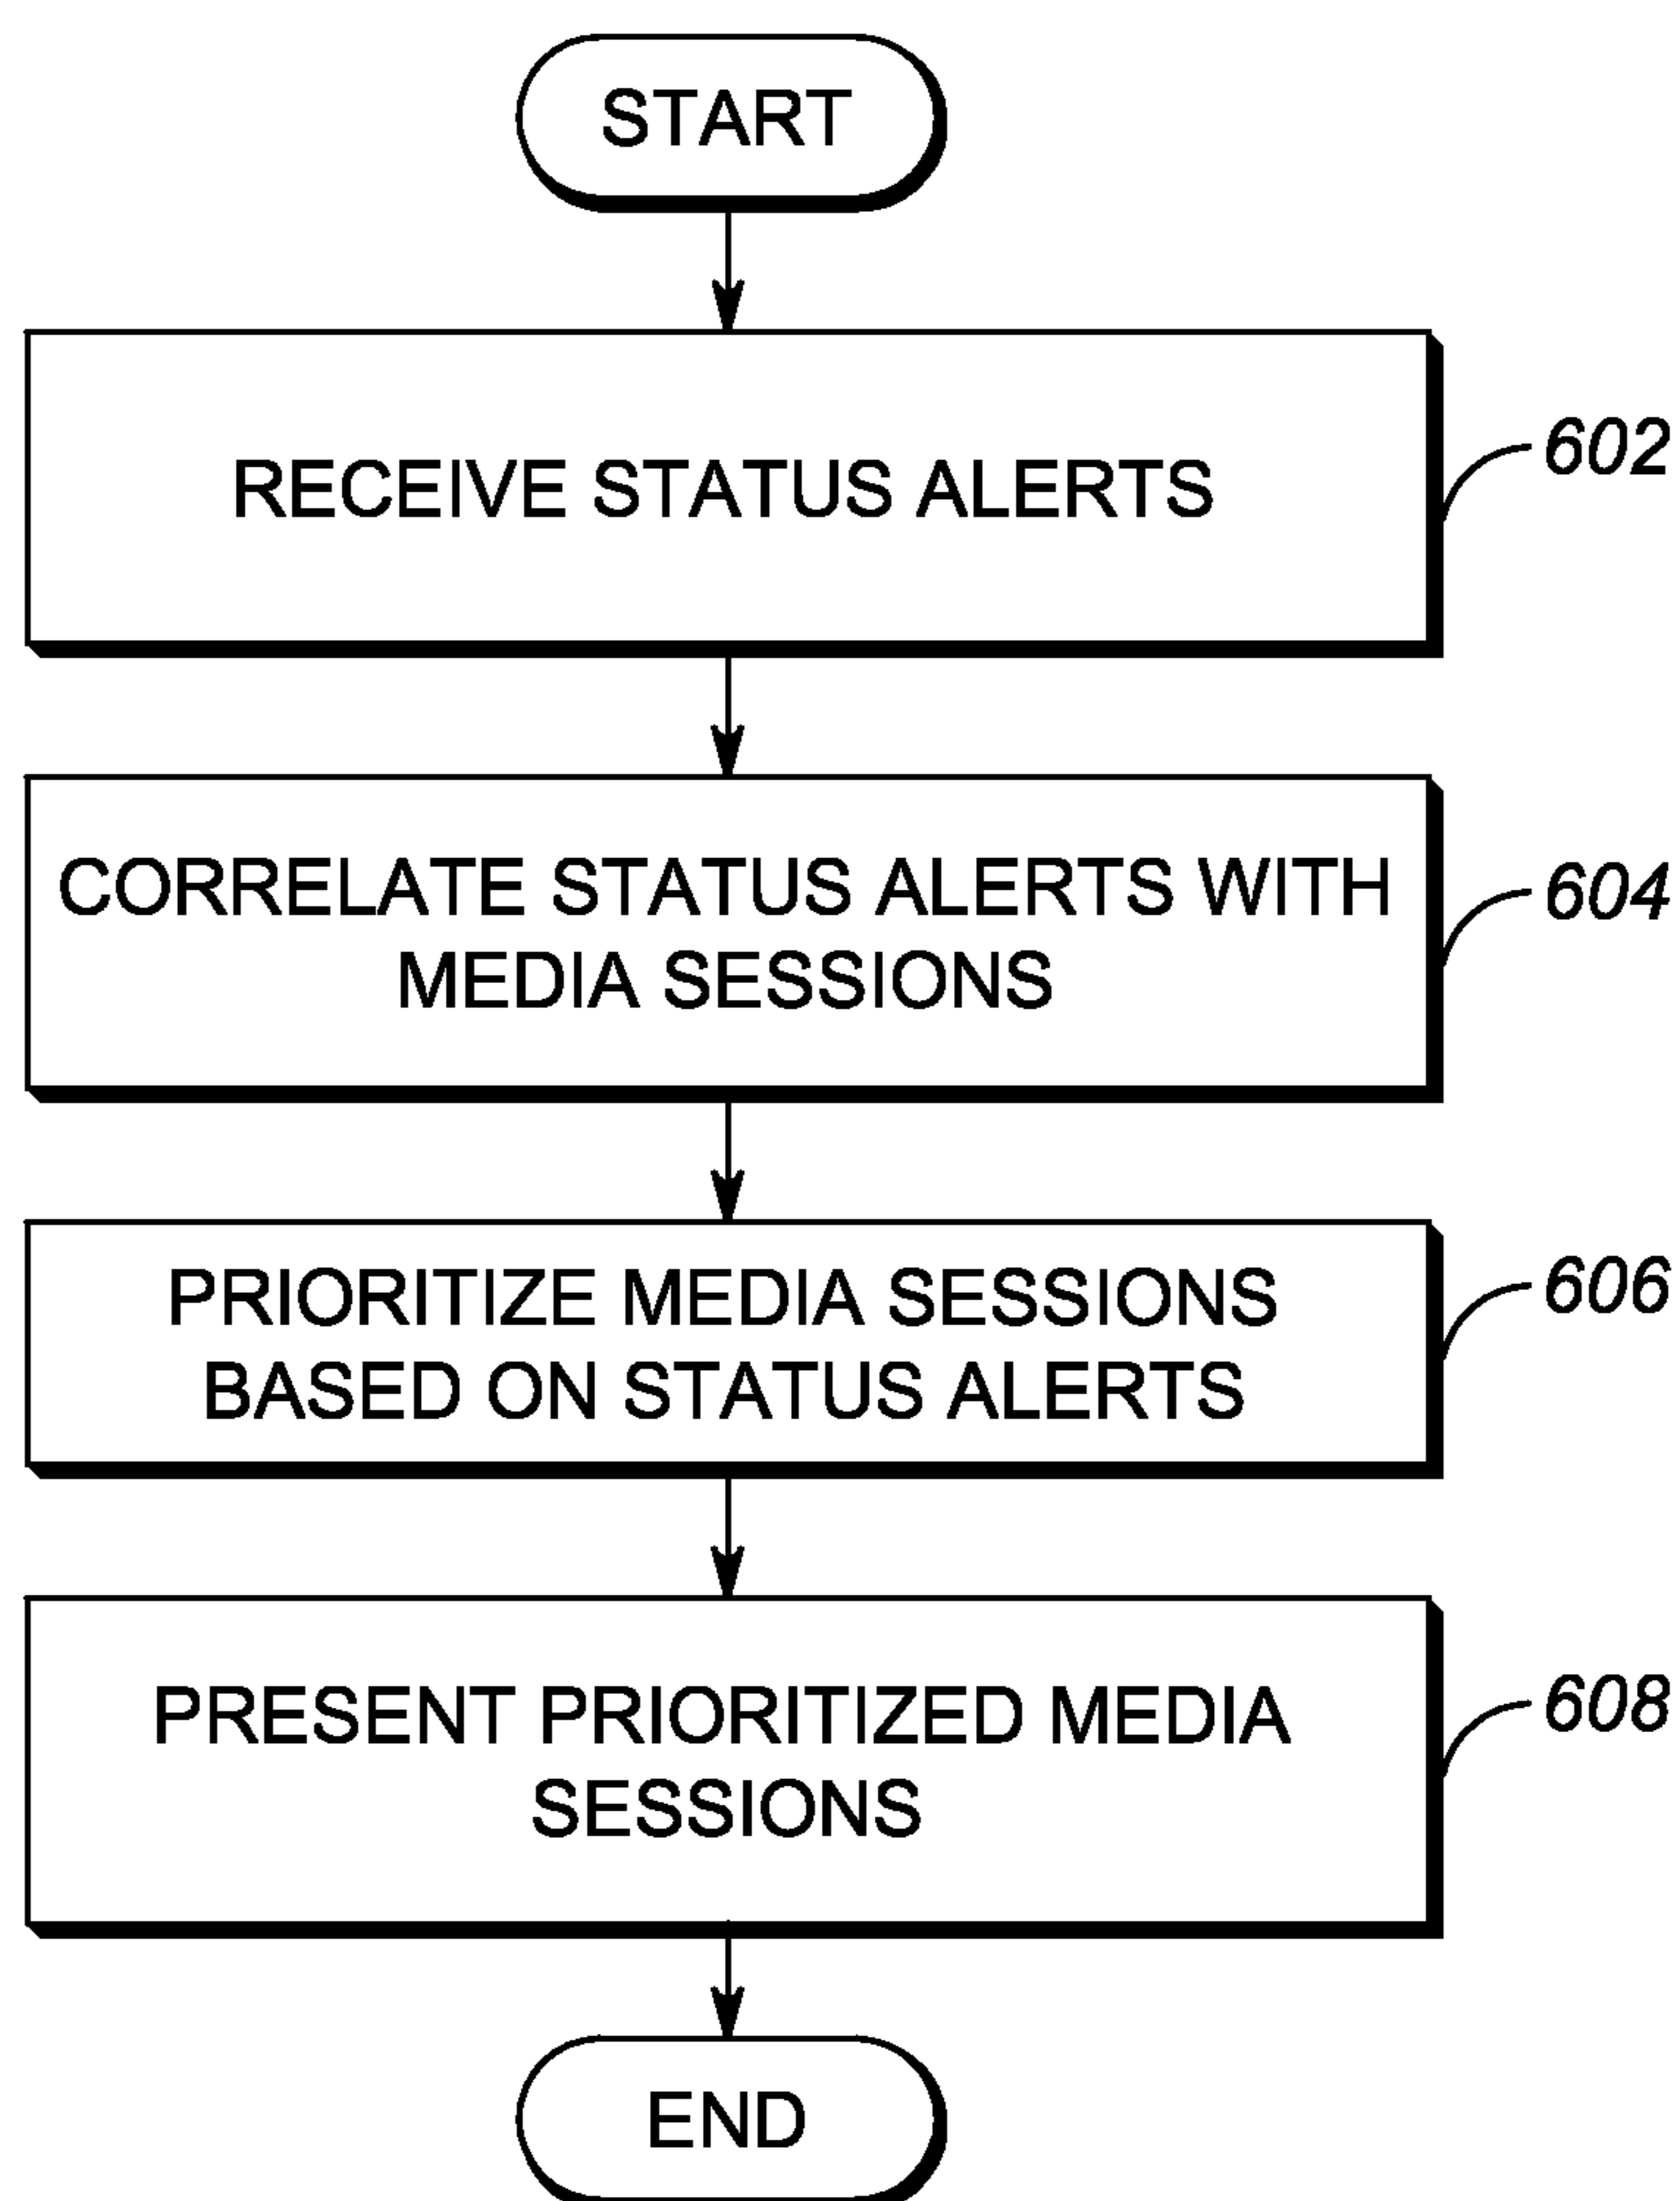 START
RECEIVE STATUS ALERTS
602
CORRELATE STATUS ALERTS WITH
MEDIA SESSIONS
604
PRIORITIZE MEDIA SESSIONS
BASED ON STATUS ALERTS
606
PRESENT PRIORITIZED MEDIA
SESSIONS
608
END